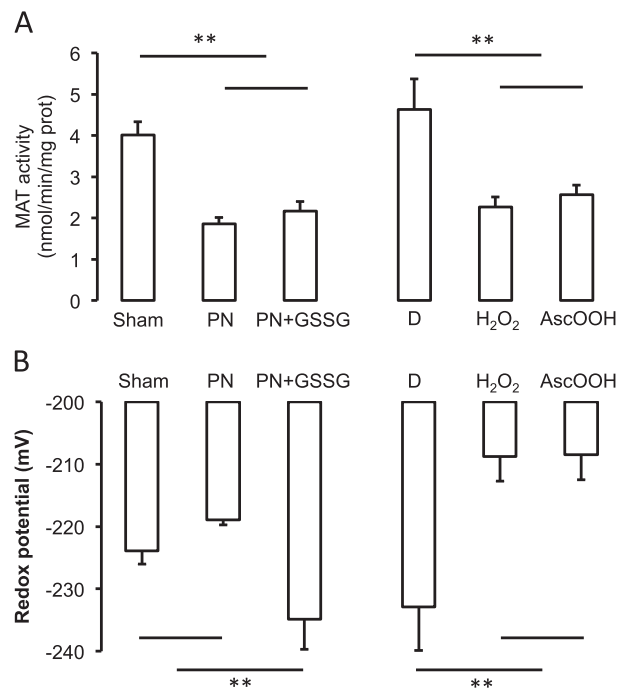 A
** **
MAT activity
(nmol/min/mg prot)
6
5
4
3
2
1
0
Sham PN PN+GSSG D H₂O₂ AscOOH
B
Sham PN PN+GSSG D H₂O₂ AscOOH
Redox potential (mV)
-200
-210
-220
-230
-240
** **